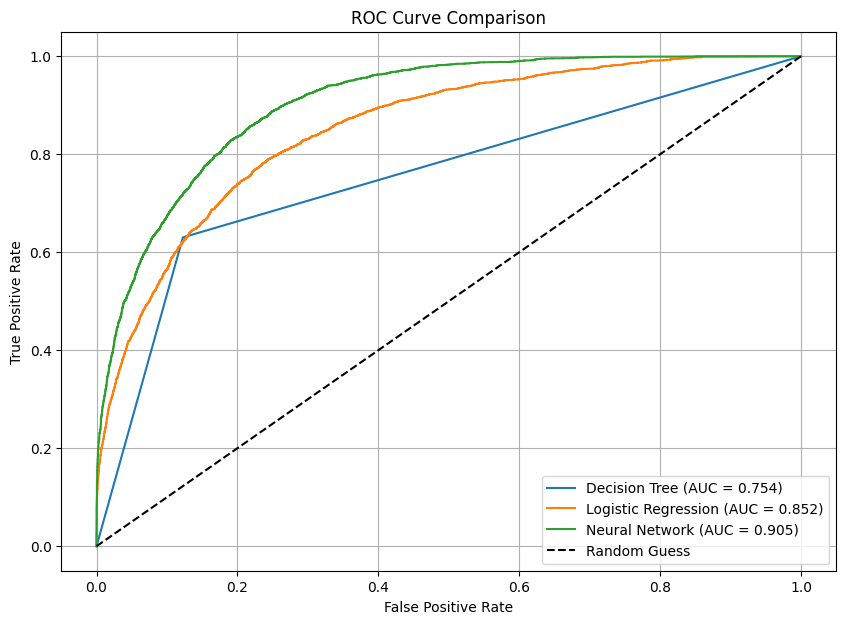 ROC Curve Comparison
1.0
0.8
0.6
0.4
0.2
0.0
True Positive Rate
0.0 0.2 0.4 0.6 0.8 1.0
False Positive Rate
Decision Tree (AUC = 0.754)
Logistic Regression (AUC = 0.852)
Neural Network (AUC = 0.905)
Random Guess